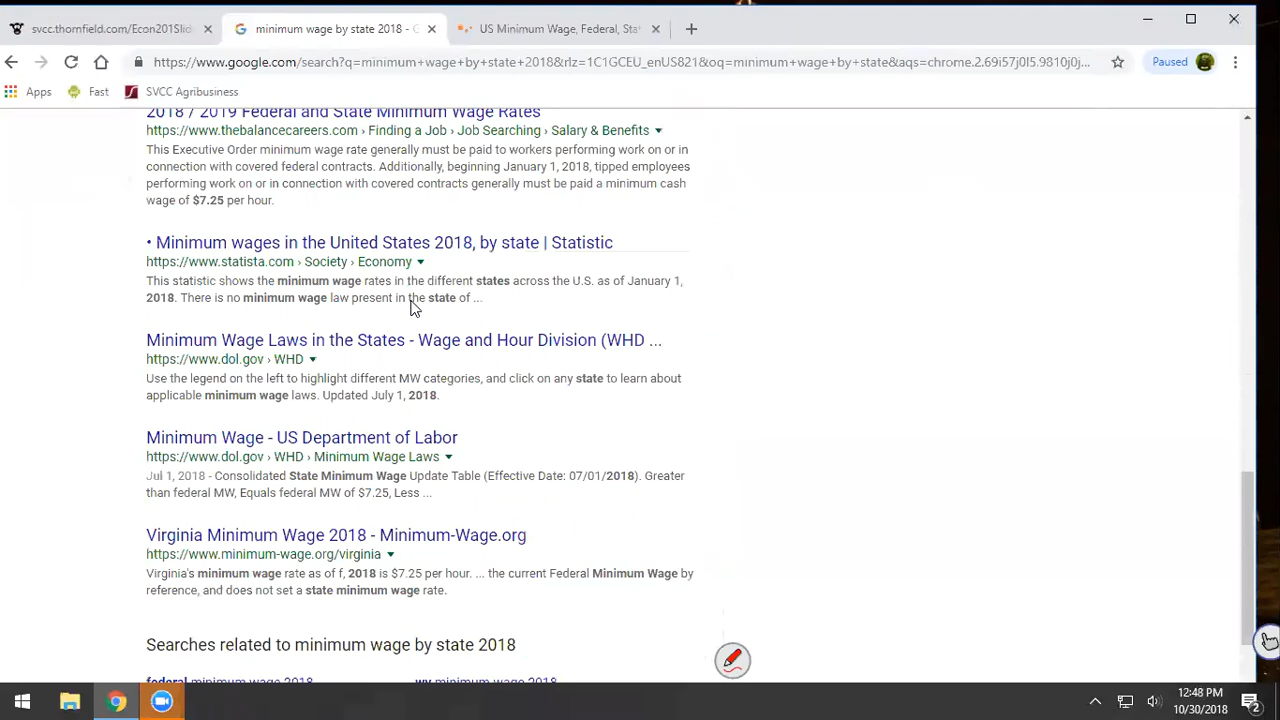 svcc.thornfield.com/Econ201Slid
minimum wage by state 2018 - G
US Minimum Wage, Federal, Stat
https://www.google.com/search?q=minimum+wage+by+state+2018&rlz=1C1GCEU_enUS821&oq=minimum+wage+by+state&aqs=chrome.2.69i57j0l5.9810j0j...
Paused
Apps
Fast
SVCC Agribusiness
2018 / 2019 Federal and State Minimum Wage Rates
https://www.thebalancecareers.com › Finding a Job › Job Searching › Salary & Benefits
This Executive Order minimum wage rate generally must be paid to workers performing work on or in
connection with covered federal contracts. Additionally, beginning January 1, 2018, tipped employees
performing work on or in connection with covered contracts generally must be paid a minimum cash
wage of $7.25 per hour.
• Minimum wages in the United States 2018, by state | Statistic
https://www.statista.com › Society › Economy
This statistic shows the minimum wage rates in the different states across the U.S. as of January 1,
2018. There is no minimum wage law present in the state of ...
Minimum Wage Laws in the States - Wage and Hour Division (WHD ...
https://www.dol.gov › WHD
Use the legend on the left to highlight different MW categories, and click on any state to learn about
applicable minimum wage laws. Updated July 1, 2018.
Minimum Wage - US Department of Labor
https://www.dol.gov › WHD › Minimum Wage Laws
Jul 1, 2018 - Consolidated State Minimum Wage Update Table (Effective Date: 07/01/2018). Greater
than federal MW, Equals federal MW of $7.25, Less ...
Virginia Minimum Wage 2018 - Minimum-Wage.org
https://www.minimum-wage.org/virginia
Virginia's minimum wage rate as of f, 2018 is $7.25 per hour. ... the current Federal Minimum Wage by
reference, and does not set a state minimum wage rate.
Searches related to minimum wage by state 2018
federal minimum wage 2018
wv minimum wage 2018
12:48 PM
10/30/2018
2